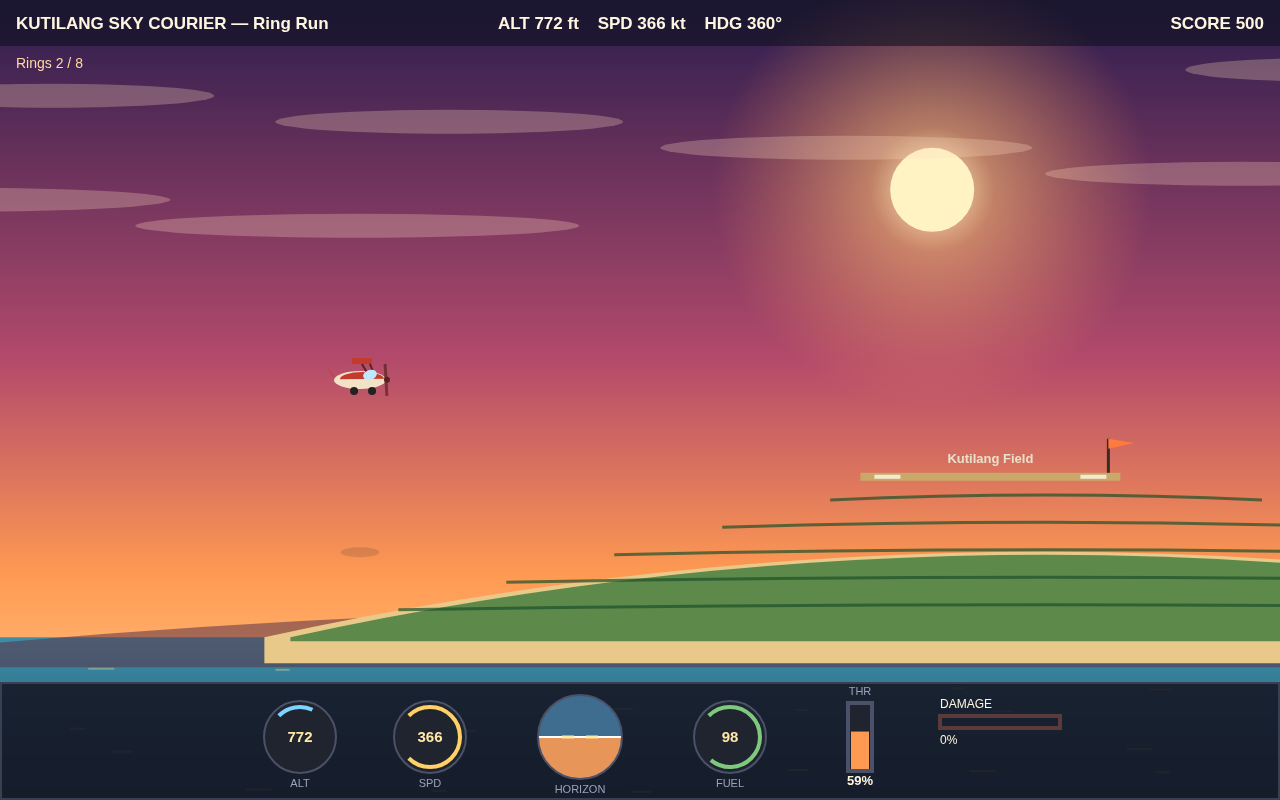 KUTILANG SKY COURIER — Ring Run
ALT 772 ft SPD 366 kt HDG 360°
SCORE 500
Rings 2 / 8
Kutilang Field
THR
DAMAGE
772
366
98
0%
59%
ALT
SPD
HORIZON
FUEL